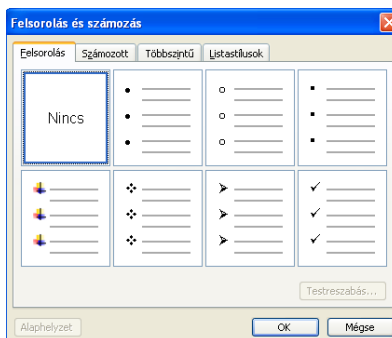 Felsorolás és számozás
Felsorolás Számozott Többszintű Listastílusok
Nincs
Testreszabás...
Alaphelyzet OK Mégse